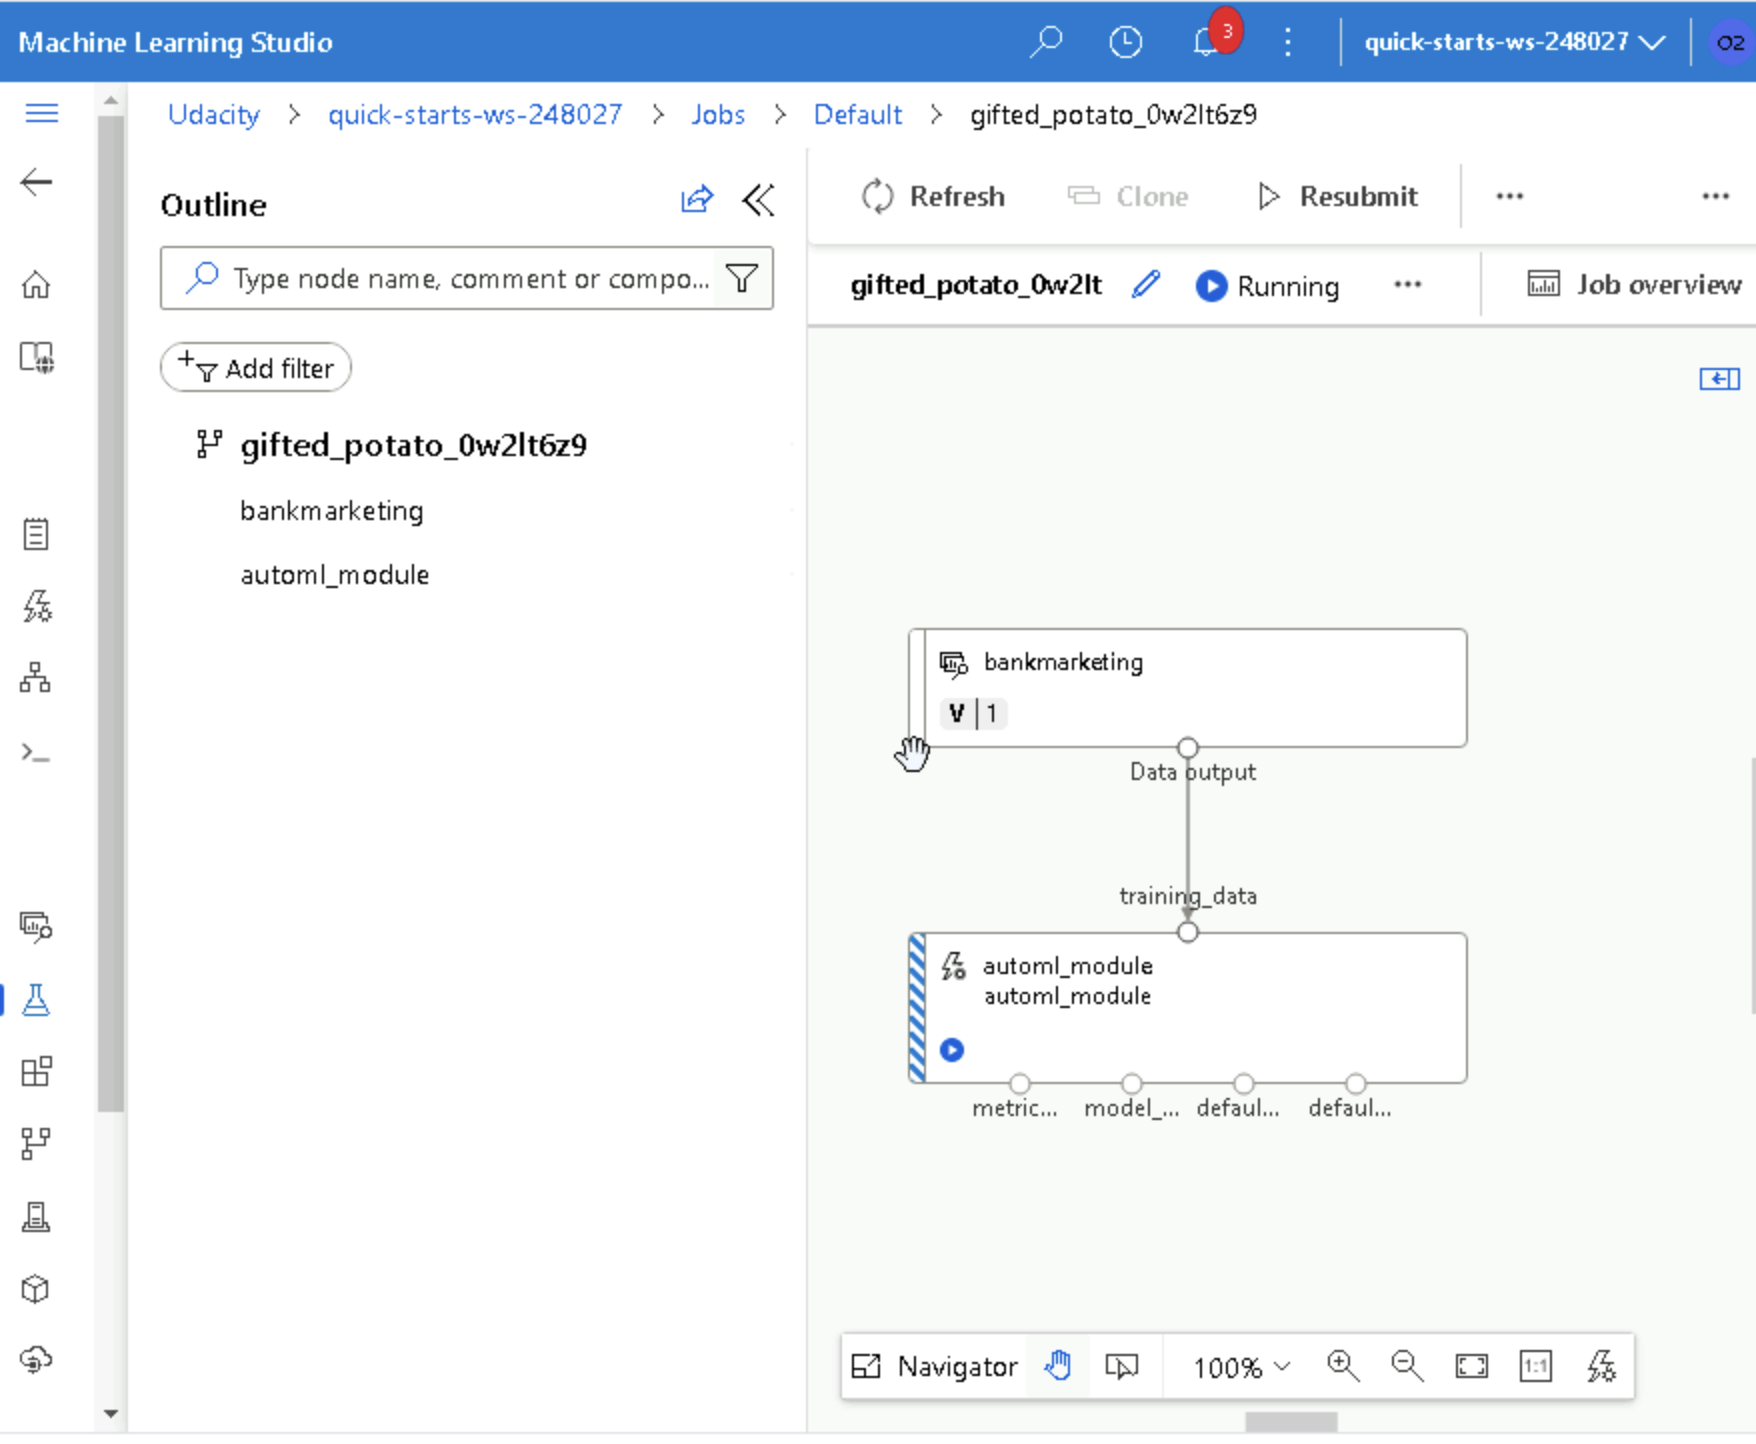 Machine Learning Studio
3
quick-starts-ws-248027
O2
Udacity > quick-starts-ws-248027 > Jobs > Default > gifted_potato_0w2lt6z9
Outline
Type node name, comment or compo...
Add filter
gifted_potato_0w2lt6z9
bankmarketing
automl_module
Refresh
Clone
Resubmit
...
...
gifted_potato_0w2lt
Running
...
Job overview
bankmarketing
V | 1
Data output
training_data
automl_module
automl_module
metric...
model_...
defaul...
defaul...
Navigator
100%
1:1